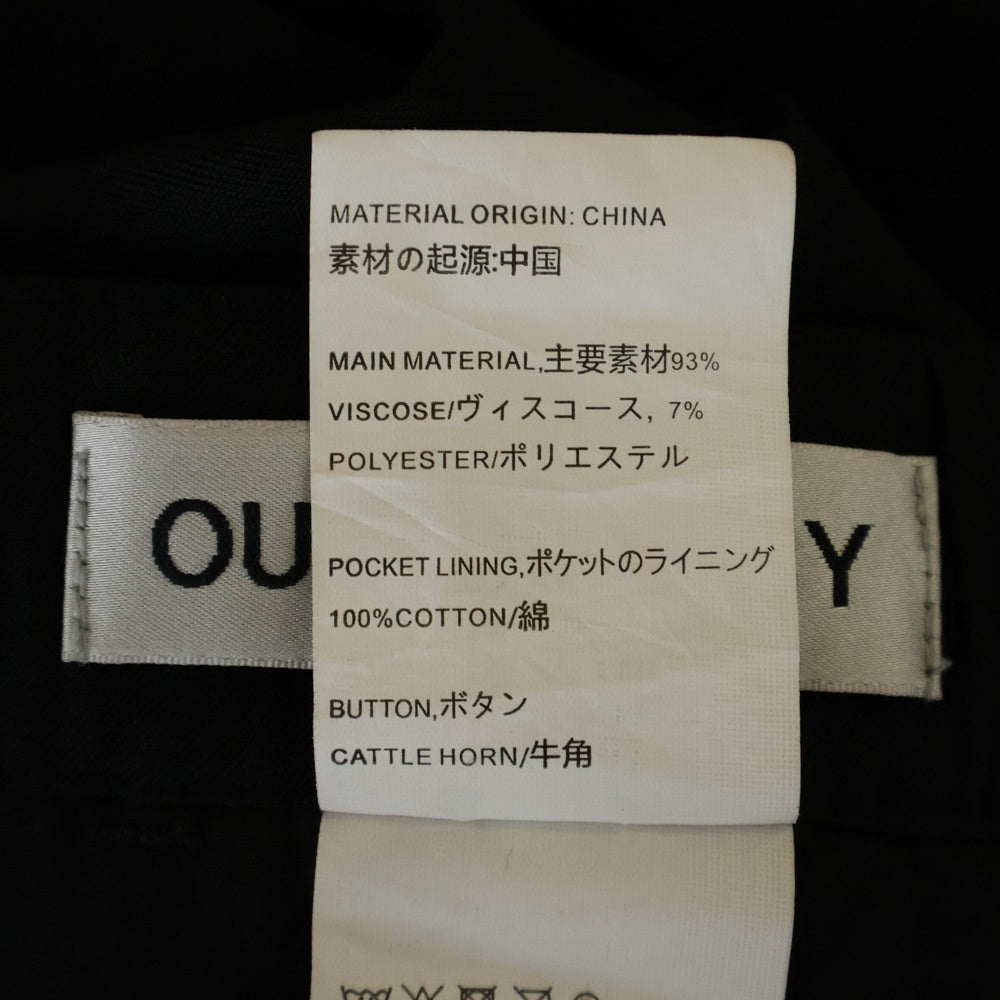 MATERIAL ORIGIN: CHINA
素材の起源:中国
MAIN MATERIAL,主要素材93%
VISCOSE/ヴィスコース, 7%
POLYESTER/ポリエステル
OU
Y
POCKET LINING,ポケットのライニング
100%COTTON/綿
BUTTON,ボタン
CATTLE HORN/牛角